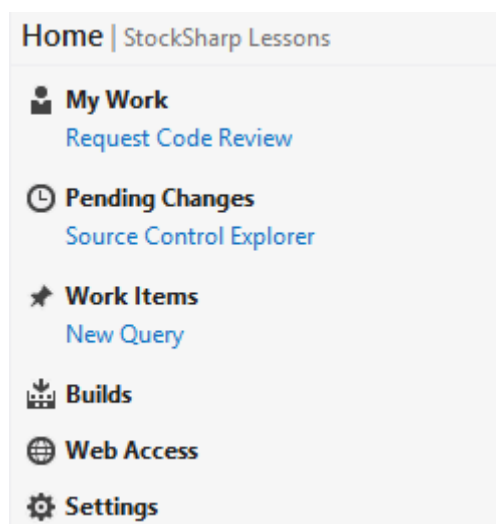 Home | StockSharp Lessons
My Work
Request Code Review
Pending Changes
Source Control Explorer
Work Items
New Query
Builds
Web Access
Settings